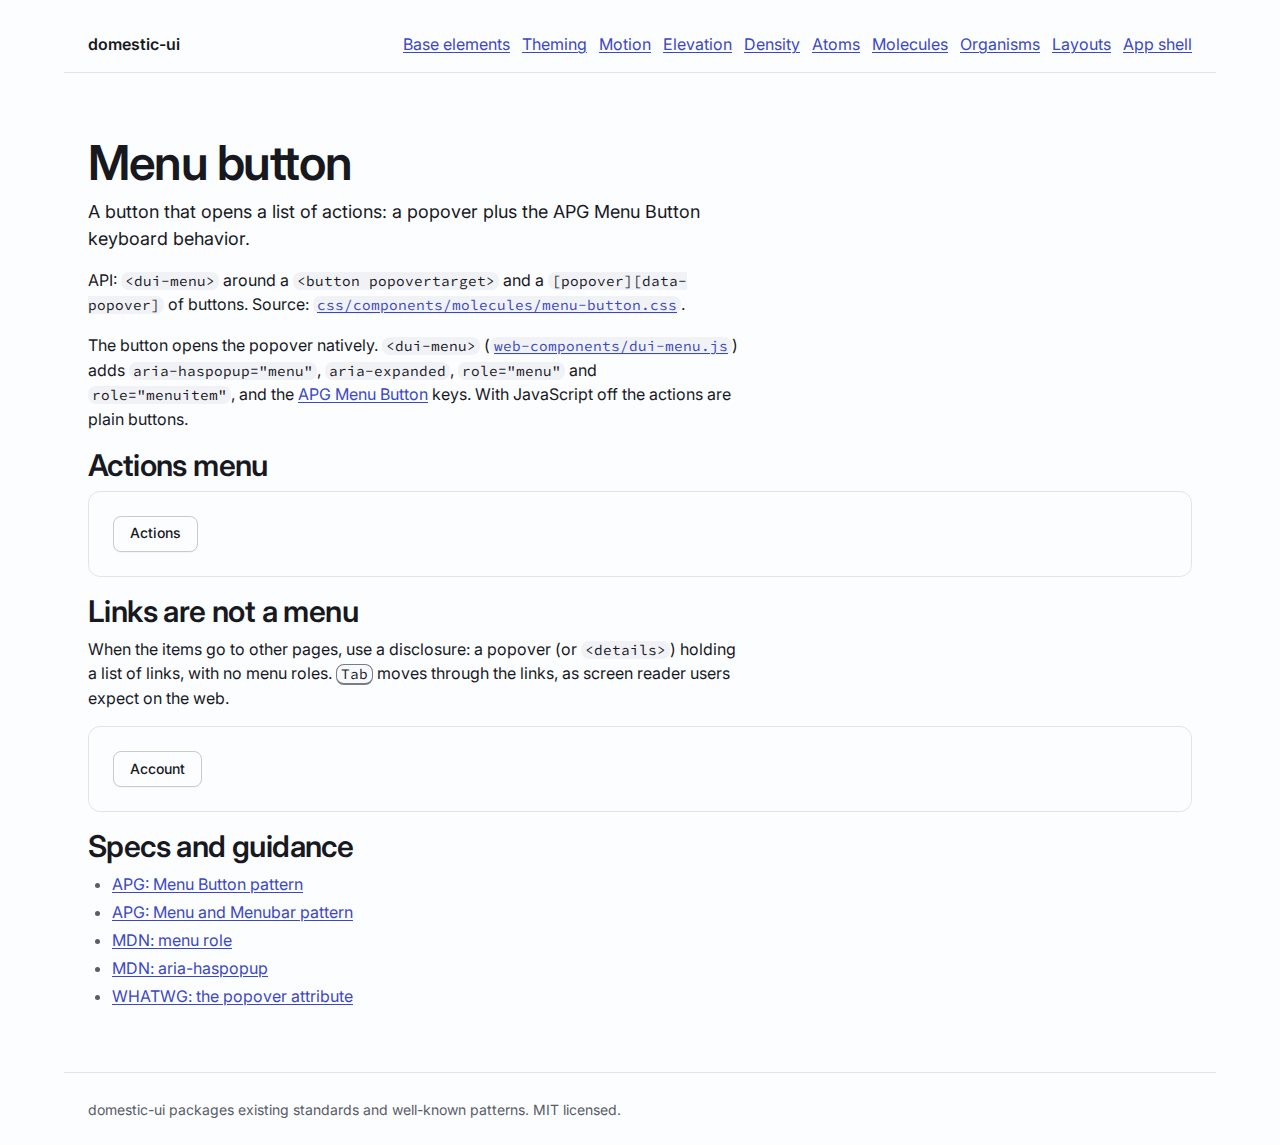 domestic-ui
Base elements Theming Motion Elevation Density Atoms Molecules Organisms Layouts App shell
Menu button
A button that opens a list of actions: a popover plus the APG Menu Button
keyboard behavior.
API: <dui-menu> around a <button popovertarget> and a [popover][data-
popover] of buttons. Source: css/components/molecules/menu-button.css.
The button opens the popover natively. <dui-menu> (web-components/dui-menu.js)
adds aria-haspopup="menu", aria-expanded, role="menu" and
role="menuitem", and the APG Menu Button keys. With JavaScript off the actions are
plain buttons.
Actions menu
Actions
Links are not a menu
When the items go to other pages, use a disclosure: a popover (or <details>) holding
a list of links, with no menu roles. Tab moves through the links, as screen reader users
expect on the web.
Account
Specs and guidance
• APG: Menu Button pattern
• APG: Menu and Menubar pattern
• MDN: menu role
• MDN: aria-haspopup
• WHATWG: the popover attribute
domestic-ui packages existing standards and well-known patterns. MIT licensed.